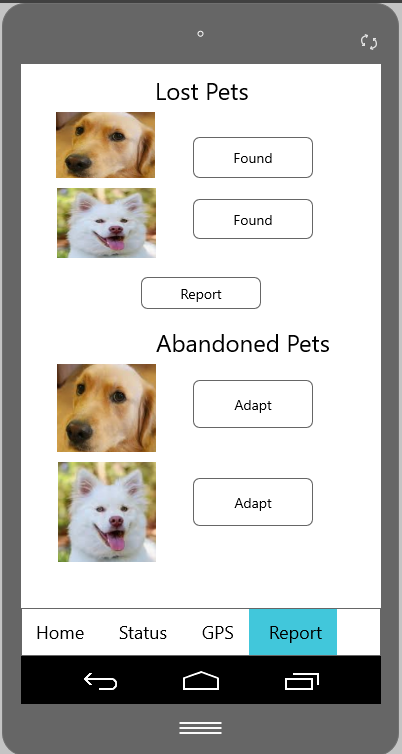 Lost Pets
Found
Found
Report
Abandoned Pets
Adapt
Adapt
Home Status GPS Report